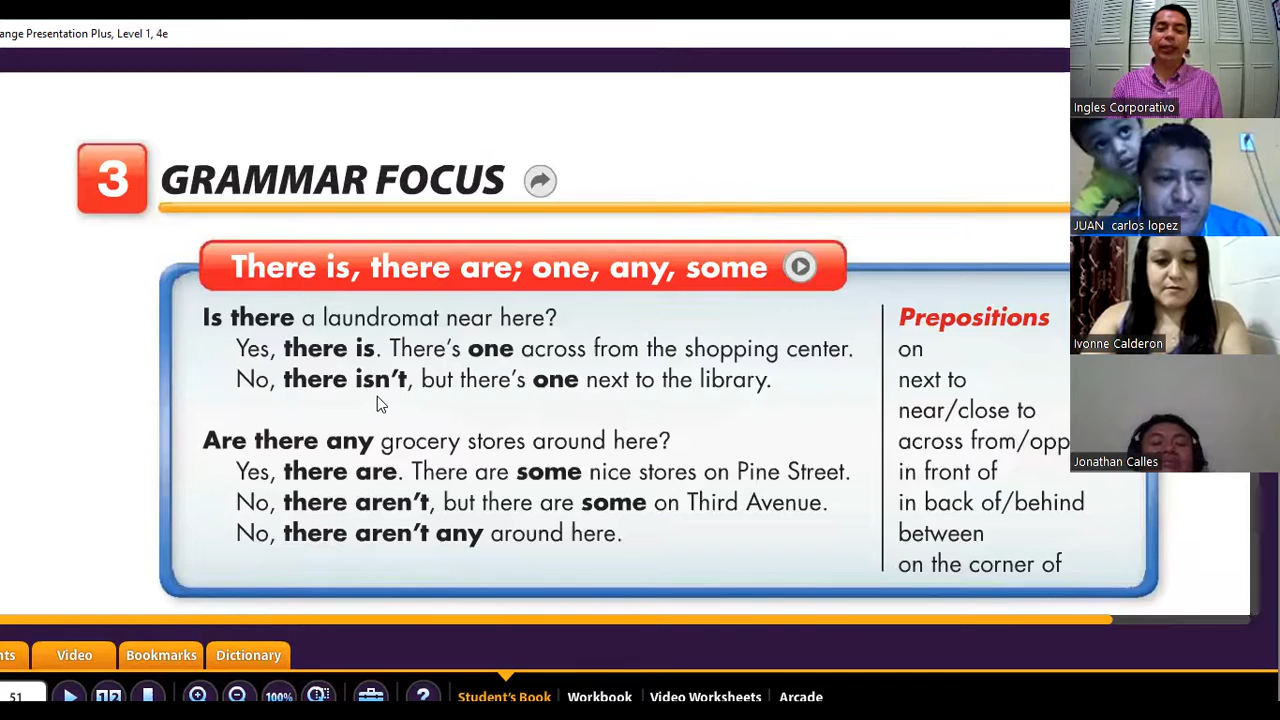 ange Presentation Plus, Level 1, 4e
Ingles Corporativo
JUAN carlos lopez
Ivonne Calderon
Jonathan Calles
3 GRAMMAR FOCUS
There is, there are; one, any, some
Is there a laundromat near here?
Yes, there is. There's one across from the shopping center.
No, there isn't, but there's one next to the library.
Are there any grocery stores around here?
Yes, there are. There are some nice stores on Pine Street.
No, there aren't, but there are some on Third Avenue.
No, there aren't any around here.
Prepositions
on
next to
near/close to
across from/opp
in front of
in back of/behind
between
on the corner of
nts Video Bookmarks Dictionary
51 100% ? Student's Book Workbook Video Worksheets Arcade